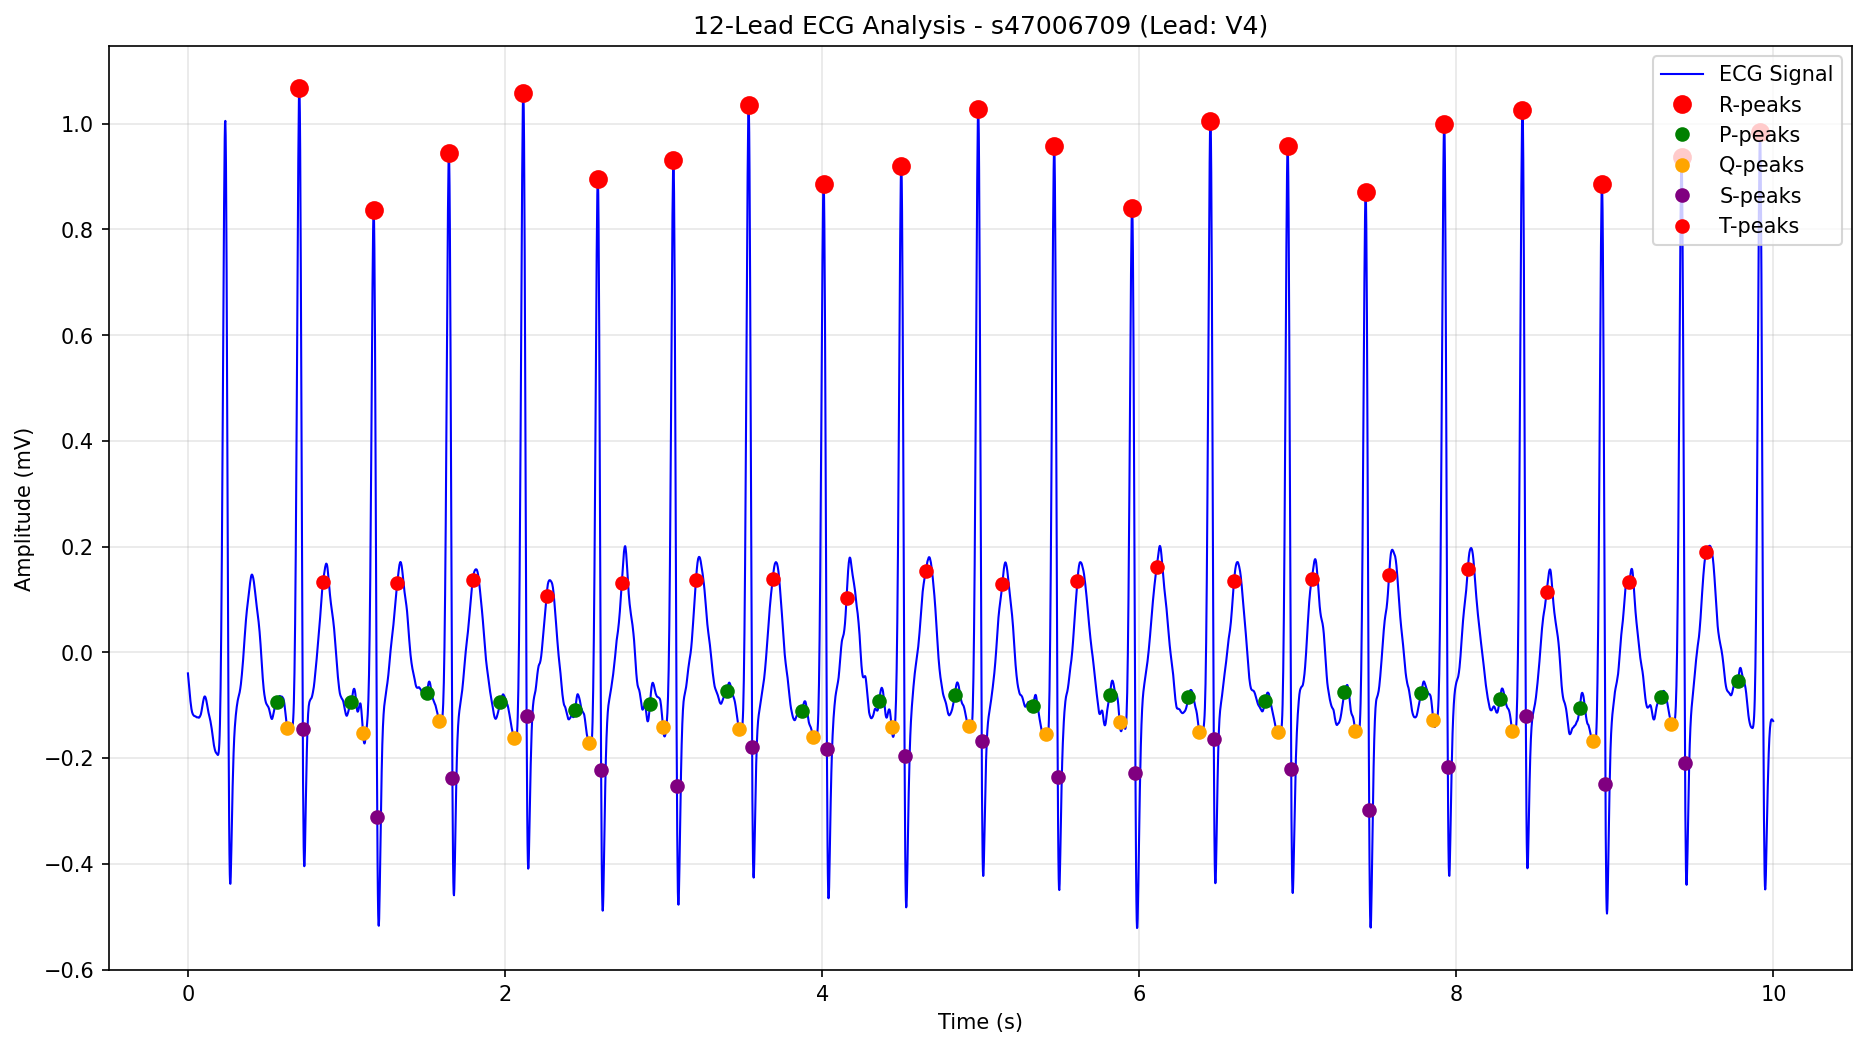 12-Lead ECG Analysis - s47006709 (Lead: V4)
ECG Signal
R-peaks
P-peaks
Q-peaks
S-peaks
T-peaks
Amplitude (mV)
1.0
0.8
0.6
0.4
0.2
0.0
−0.2
−0.4
−0.6
0 2 4 6 8 10
Time (s)